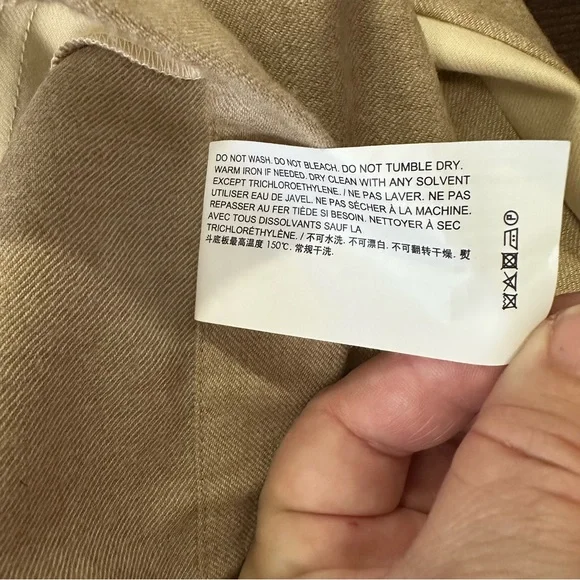 DO NOT WASH. DO NOT BLEACH. DO NOT TUMBLE DRY.
WARM IRON IF NEEDED. DRY CLEAN WITH ANY SOLVENT
EXCEPT TRICHLOROETHYLENE. / NE PAS LAVER. NE PAS
UTILISER EAU DE JAVEL. NE PAS SÈCHER À LA MACHINE.
REPASSER AU FER TIÈDE SI BESOIN. NETTOYER À SEC
AVEC TOUS DISSOLVANTS SAUF LA
TRICHLORÉTHYLÈNE. / 不可水洗. 不可漂白. 不可翻转干燥. 熨
斗底板最高温度 150℃. 常规干洗.
P